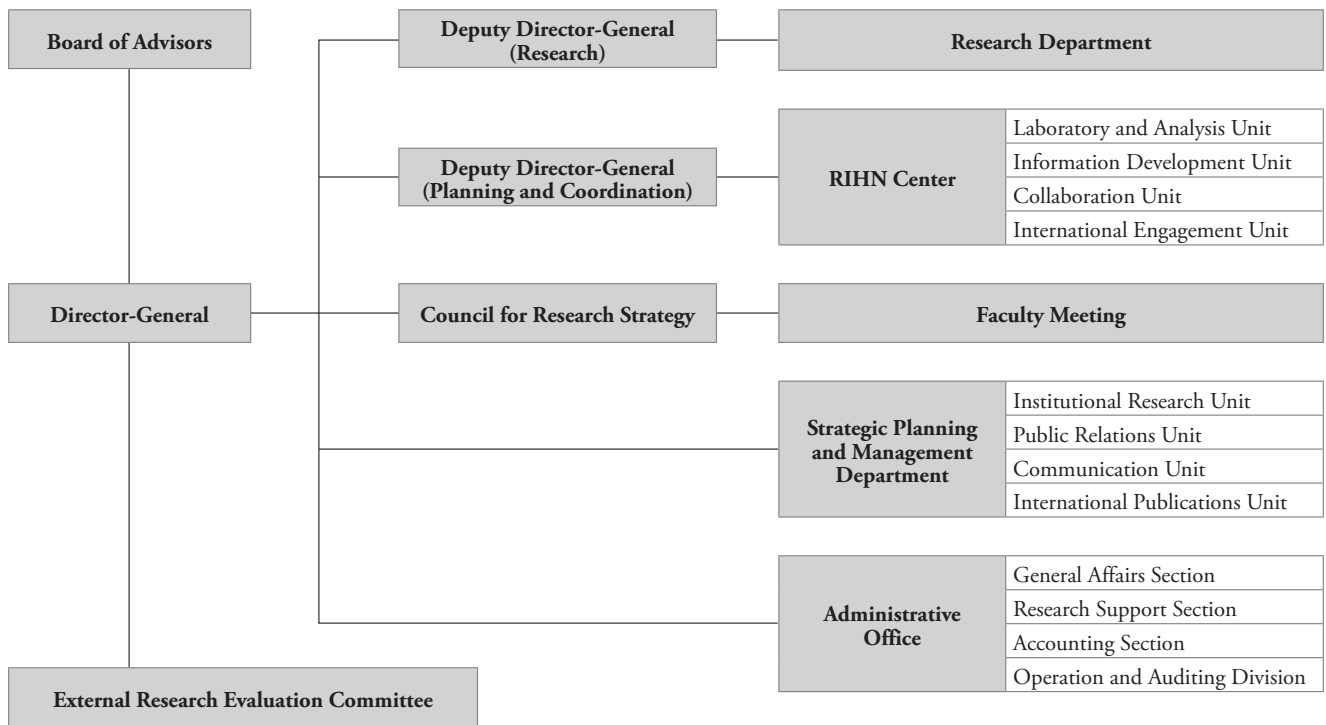 Board of Advisors
Deputy Director-General
(Research)
Research Department
Deputy Director-General
(Planning and Coordination)
RIHN Center
Laboratory and Analysis Unit
Information Development Unit
Collaboration Unit
International Engagement Unit
Director-General
Council for Research Strategy
Faculty Meeting
Strategic Planning
and Management
Department
Institutional Research Unit
Public Relations Unit
Communication Unit
International Publications Unit
Administrative
Office
General Affairs Section
Research Support Section
Accounting Section
Operation and Auditing Division
External Research Evaluation Committee